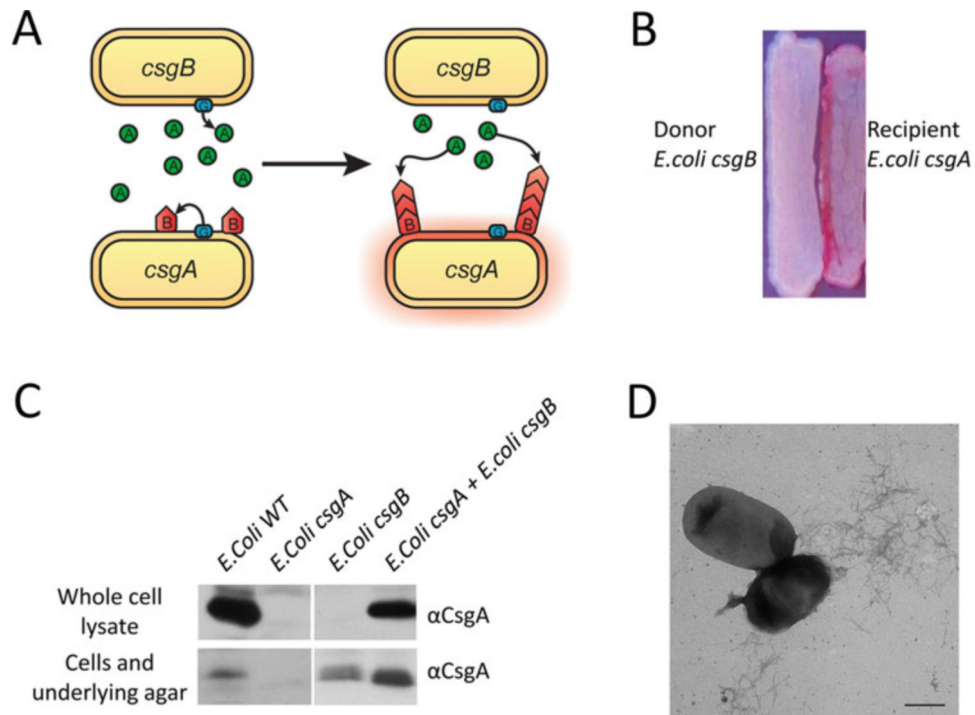 A
csgB
G
A
A
A
A
A
A
A
B
G
B
csgA
csgB
G
A
A
A
A
B
G
B
csgA
B
Donor
E.coli csgB
Recipient
E.coli csgA
C
E.Coli WT
E.Coli csgA
E.Coli csgB
E.Coli csgA + E.coli csgB
Whole cell
lysate
αCsgA
Cells and
underlying agar
αCsgA
D